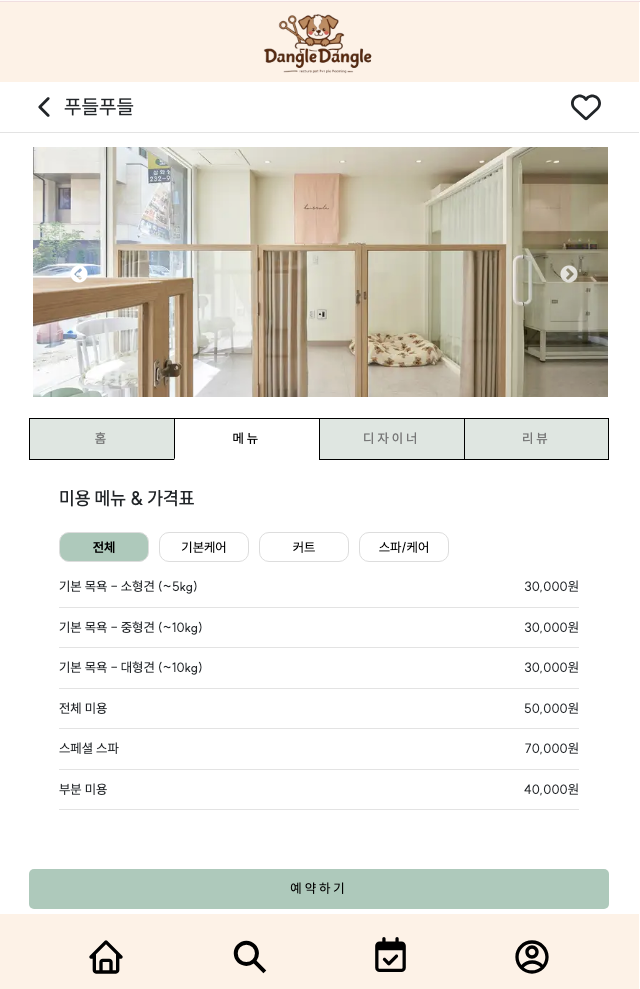 DangleDangle
푸들푸들
홈
메뉴
디자이너
리뷰
미용 메뉴 & 가격표
전체
기본케어
커트
스파/케어
기본 목욕 - 소형견 (~5kg) 30,000원
기본 목욕 - 중형견 (~10kg) 30,000원
기본 목욕 - 대형견 (~10kg) 30,000원
전체 미용 50,000원
스페셜 스파 70,000원
부분 미용 40,000원
예약하기